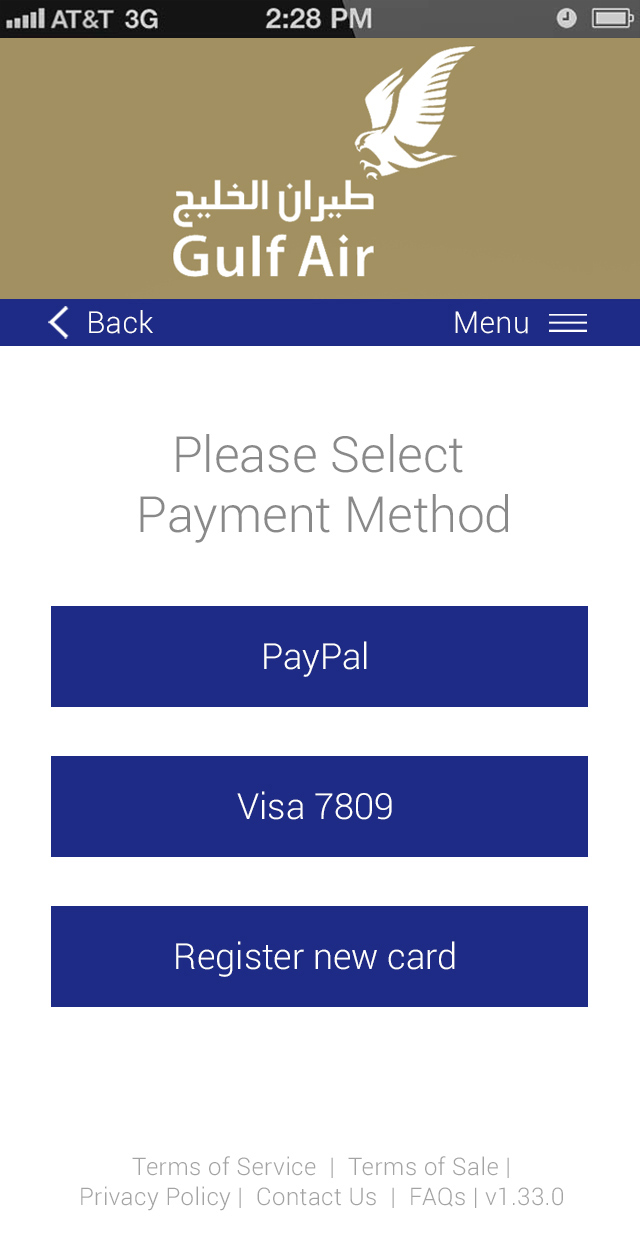 AT&T 3G 2:28 PM
طيران الخليج
Gulf Air
Back Menu
Please Select
Payment Method
PayPal
Visa 7809
Register new card
Terms of Service | Terms of Sale |
Privacy Policy | Contact Us | FAQs | v1.33.0